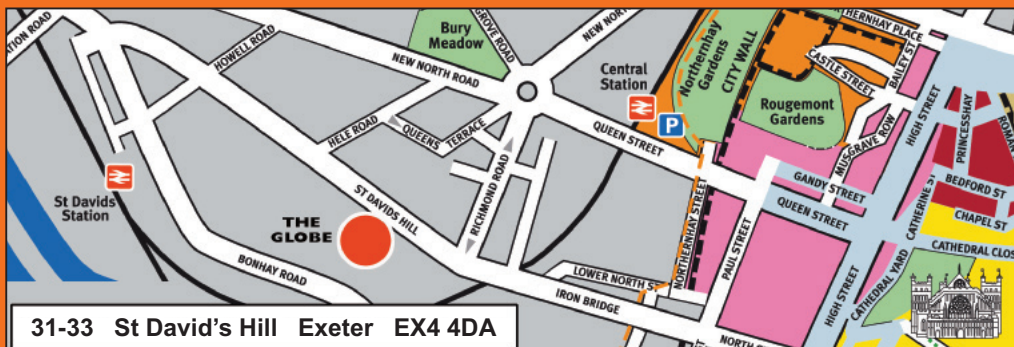 ATION ROAD
HOWELL ROAD
Bury
Meadow
GROVE ROAD
NEW NORTH ROAD
NEW NO
Central
Station
P
Northernhay
Gardens
CITY WALL
ERNHAY PLACE
BAILEY ST
CASTLE STREET
Rougemont
Gardens
MUSGRAVE ROW
HIGH STREET
PRINCESSHAY
ROMAN
BEDFORD ST
CHAPEL ST
CATHERINE ST
CATHEDRAL CLOS
CATHEDRAL YARD
HELE ROAD
QUEENS TERRACE
QUEEN STREET
GANDY STREET
QUEEN STREET
St Davids
Station
THE
GLOBE
ST DAVIDS HILL
RICHMOND ROAD
NORTHERNHAY STREET
PAUL STREET
HIGH STREET
BONHAY ROAD
LOWER NORTH ST
IRON BRIDGE
NORTH S
31-33 St David's Hill Exeter EX4 4DA